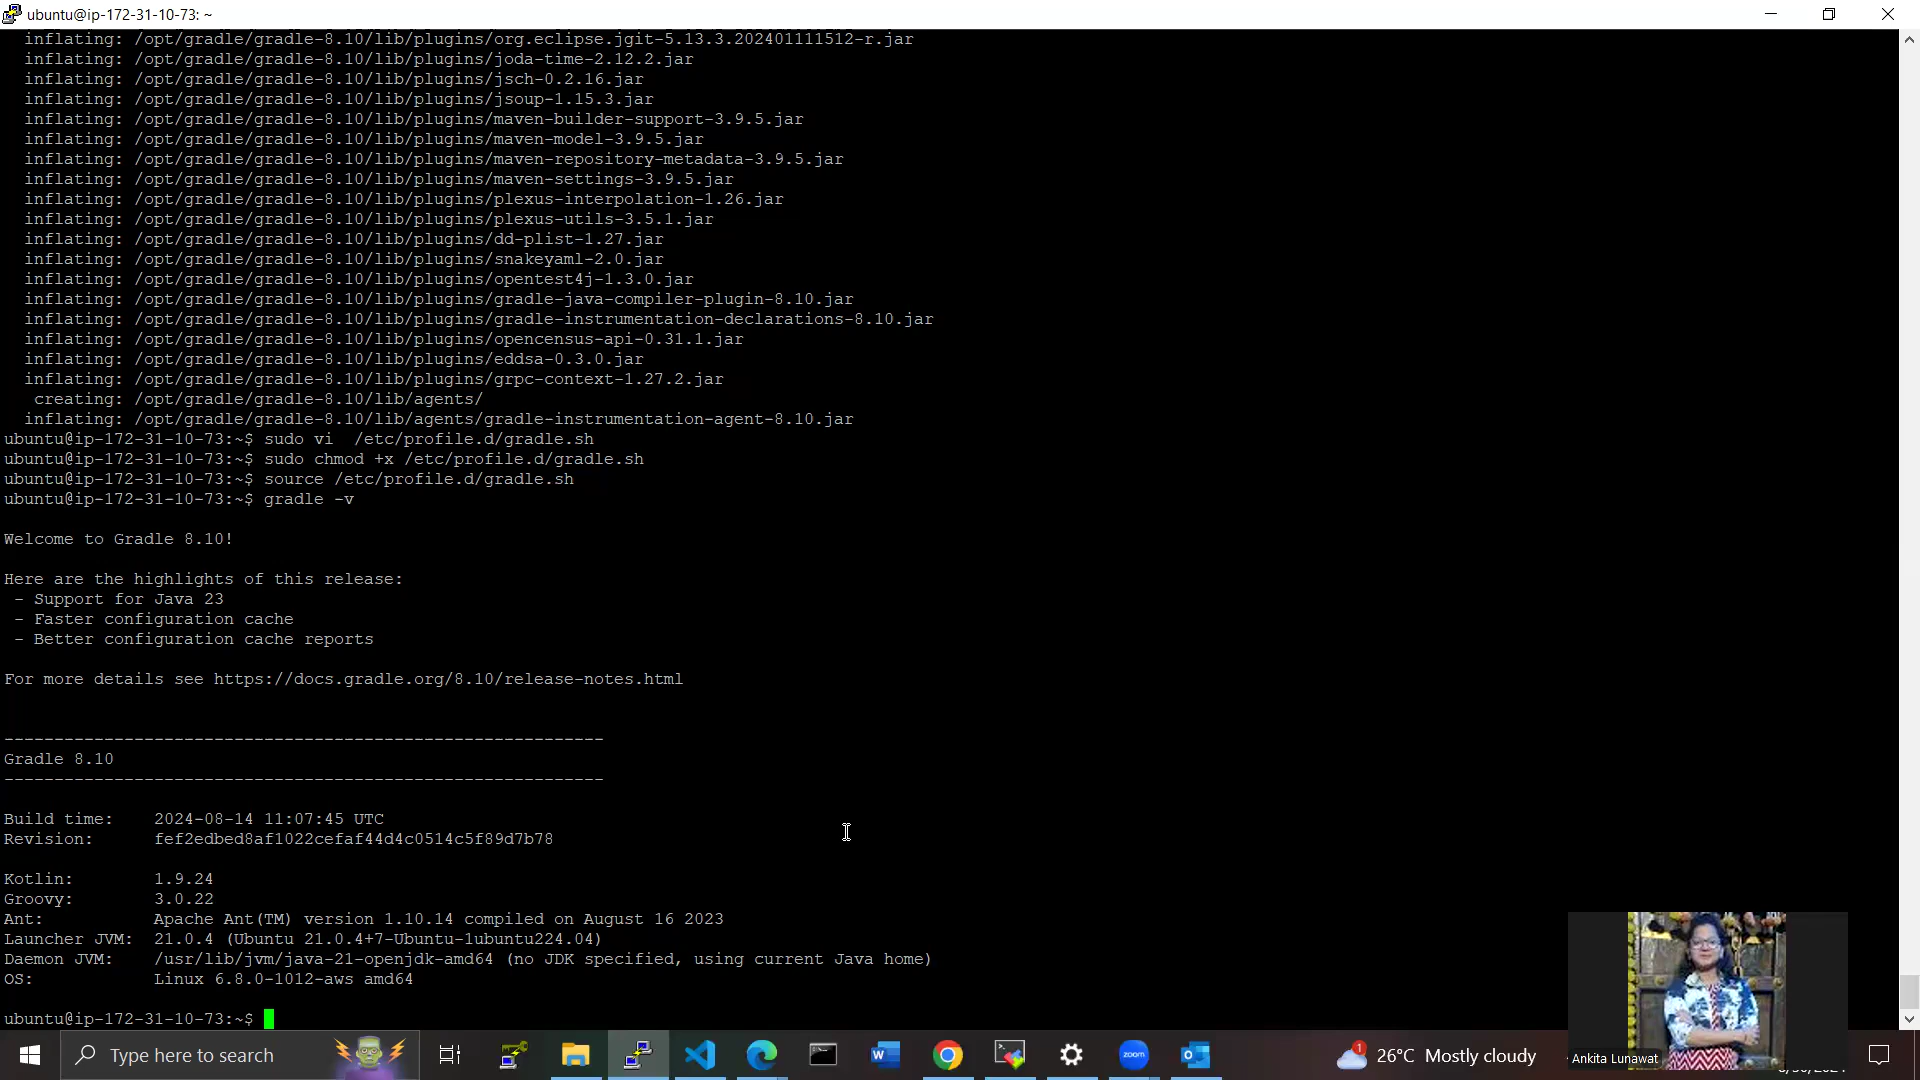 ubuntu@ip-172-31-10-73: ~
inflating: /opt/gradle/gradle-8.10/lib/plugins/org.eclipse.jgit-5.13.3.202401111512-r.jar
inflating: /opt/gradle/gradle-8.10/lib/plugins/joda-time-2.12.2.jar
inflating: /opt/gradle/gradle-8.10/lib/plugins/jsch-0.2.16.jar
inflating: /opt/gradle/gradle-8.10/lib/plugins/jsoup-1.15.3.jar
inflating: /opt/gradle/gradle-8.10/lib/plugins/maven-builder-support-3.9.5.jar
inflating: /opt/gradle/gradle-8.10/lib/plugins/maven-model-3.9.5.jar
inflating: /opt/gradle/gradle-8.10/lib/plugins/maven-repository-metadata-3.9.5.jar
inflating: /opt/gradle/gradle-8.10/lib/plugins/maven-settings-3.9.5.jar
inflating: /opt/gradle/gradle-8.10/lib/plugins/plexus-interpolation-1.26.jar
inflating: /opt/gradle/gradle-8.10/lib/plugins/plexus-utils-3.5.1.jar
inflating: /opt/gradle/gradle-8.10/lib/plugins/dd-plist-1.27.jar
inflating: /opt/gradle/gradle-8.10/lib/plugins/snakeyaml-2.0.jar
inflating: /opt/gradle/gradle-8.10/lib/plugins/opentest4j-1.3.0.jar
inflating: /opt/gradle/gradle-8.10/lib/plugins/gradle-java-compiler-plugin-8.10.jar
inflating: /opt/gradle/gradle-8.10/lib/plugins/gradle-instrumentation-declarations-8.10.jar
inflating: /opt/gradle/gradle-8.10/lib/plugins/opencensus-api-0.31.1.jar
inflating: /opt/gradle/gradle-8.10/lib/plugins/eddsa-0.3.0.jar
inflating: /opt/gradle/gradle-8.10/lib/plugins/grpc-context-1.27.2.jar
creating: /opt/gradle/gradle-8.10/lib/agents/
inflating: /opt/gradle/gradle-8.10/lib/agents/gradle-instrumentation-agent-8.10.jar
ubuntu@ip-172-31-10-73:~$ sudo vi  /etc/profile.d/gradle.sh
ubuntu@ip-172-31-10-73:~$ sudo chmod +x /etc/profile.d/gradle.sh
ubuntu@ip-172-31-10-73:~$ source /etc/profile.d/gradle.sh
ubuntu@ip-172-31-10-73:~$ gradle -v
Welcome to Gradle 8.10!
Here are the highlights of this release:
- Support for Java 23
- Faster configuration cache
- Better configuration cache reports
For more details see https://docs.gradle.org/8.10/release-notes.html
------------------------------------------------------------
Gradle 8.10
------------------------------------------------------------
Build time:    2024-08-14 11:07:45 UTC
Revision:      fef2edbed8af1022cefaf44d4c0514c5f89d7b78
Kotlin:        1.9.24
Groovy:        3.0.22
Ant:           Apache Ant(TM) version 1.10.14 compiled on August 16 2023
Launcher JVM:  21.0.4 (Ubuntu 21.0.4+7-Ubuntu-1ubuntu224.04)
Daemon JVM:    /usr/lib/jvm/java-21-openjdk-amd64 (no JDK specified, using current Java home)
OS:            Linux 6.8.0-1012-aws amd64
ubuntu@ip-172-31-10-73:~$
Type here to search
zoom
1
26°C Mostly cloudy
Ankita Lunawat